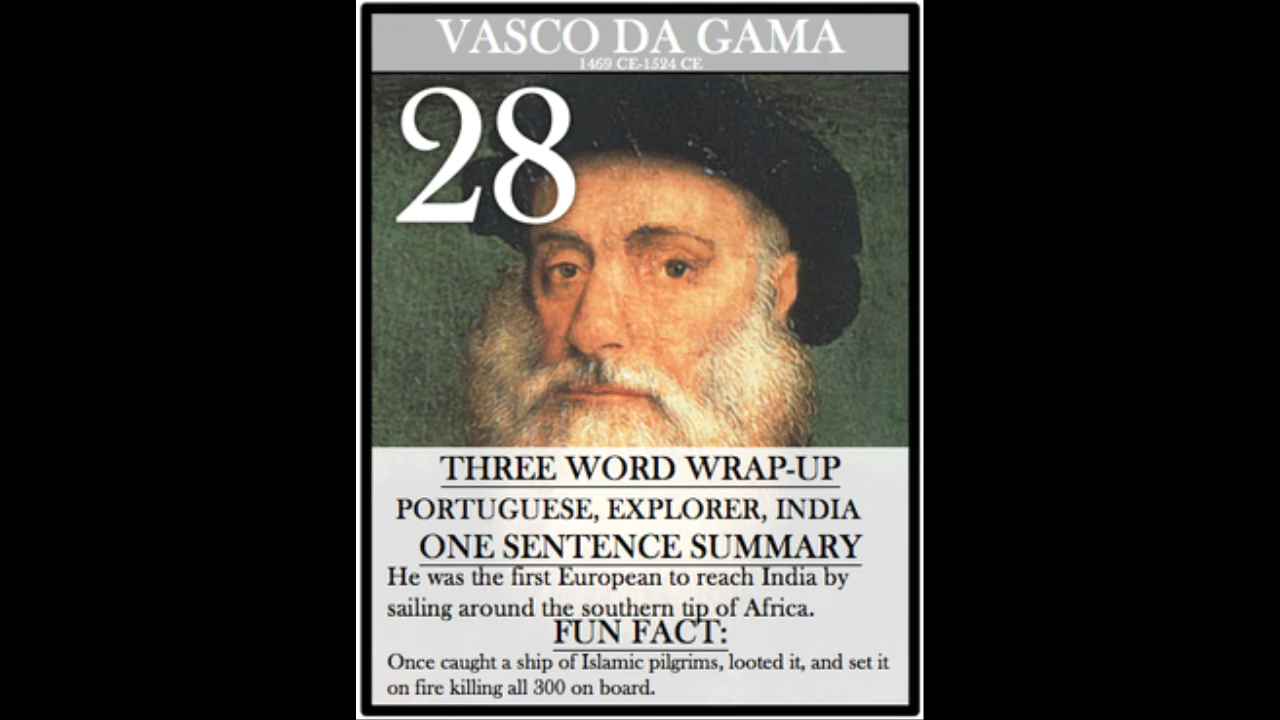 VASCO DA GAMA
1469 CE-1524 CE
28
THREE WORD WRAP-UP
PORTUGUESE, EXPLORER, INDIA
ONE SENTENCE SUMMARY
He was the first European to reach India by
sailing around the southern tip of Africa.
FUN FACT:
Once caught a ship of Islamic pilgrims, looted it, and set it
on fire killing all 300 on board.